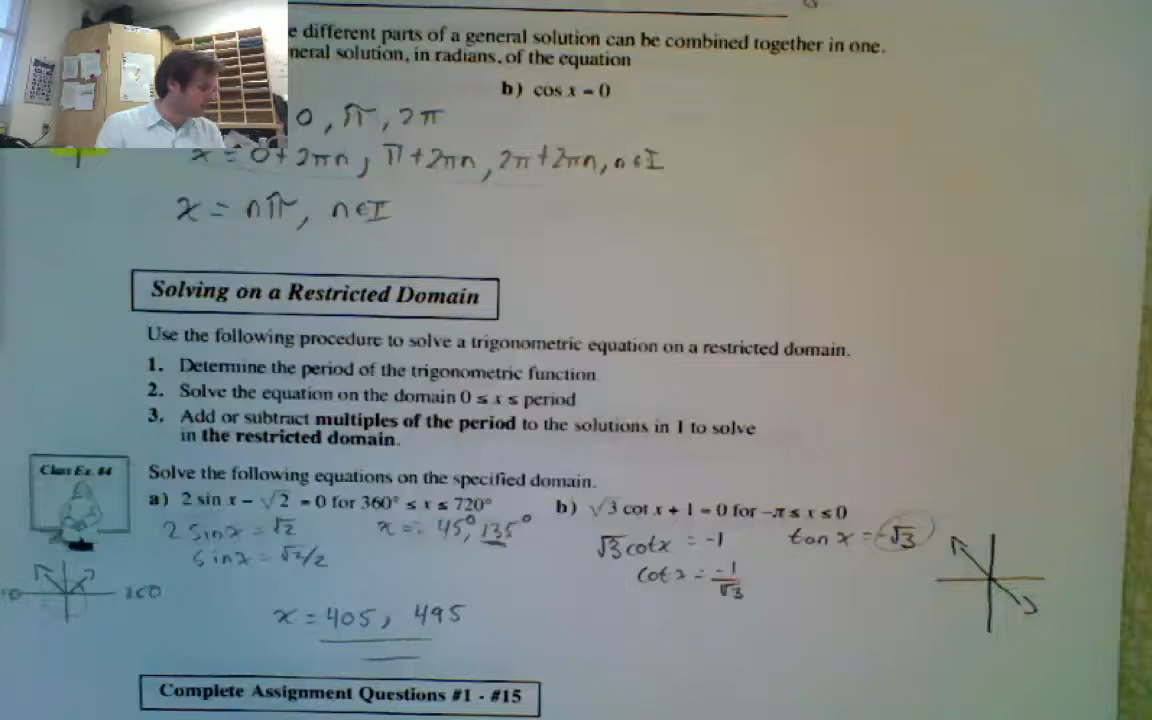 e different parts of a general solution can be combined together in one.
neral solution, in radians, of the equation
b) cos x = 0
0, π, 2π
x = 0 + 2πn, π + 2πn, 2π + 2πn, n ∈ I
x = nπ, n ∈ I
Solving on a Restricted Domain
Use the following procedure to solve a trigonometric equation on a restricted domain.
1. Determine the period of the trigonometric function
2. Solve the equation on the domain 0 ≤ x ≤ period
3. Add or subtract multiples of the period to the solutions in 1 to solve
in the restricted domain.
Class Ex. #4
Solve the following equations on the specified domain.
a) 2 sin x - √2 = 0 for 360° ≤ x ≤ 720°
2 sinx = √2
x = 45°, 135°
sinx = √2/2
x = 405, 495
b) √3 cot x + 1 = 0 for -π ≤ x ≤ 0
√3 cotx = -1
tan x = -√3
cot x = -1/√3
Complete Assignment Questions #1 - #15